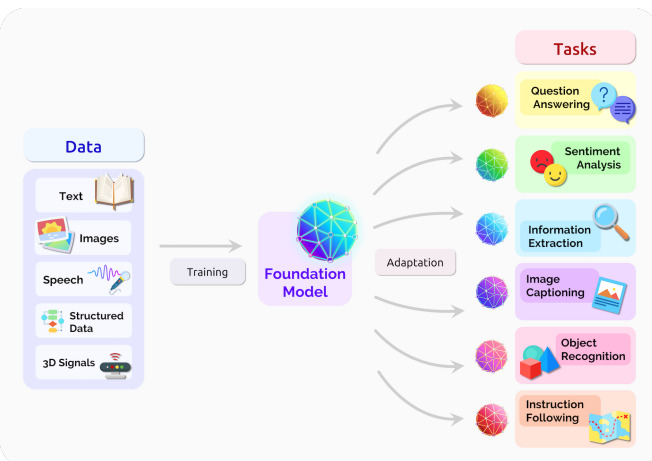 Data
Text
Images
Speech
Structured
Data
3D Signals
Training
Foundation
Model
Adaptation
Tasks
Question
Answering
Sentiment
Analysis
Information
Extraction
Image
Captioning
Object
Recognition
Instruction
Following